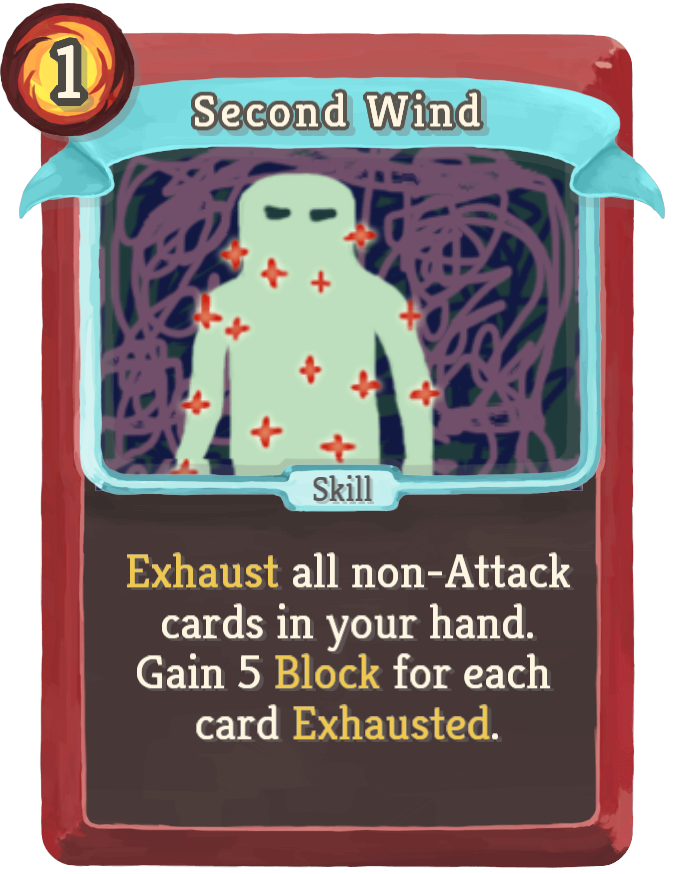 1
Second Wind
Skill
Exhaust all non-Attack
cards in your hand.
Gain 5 Block for each
card Exhausted.